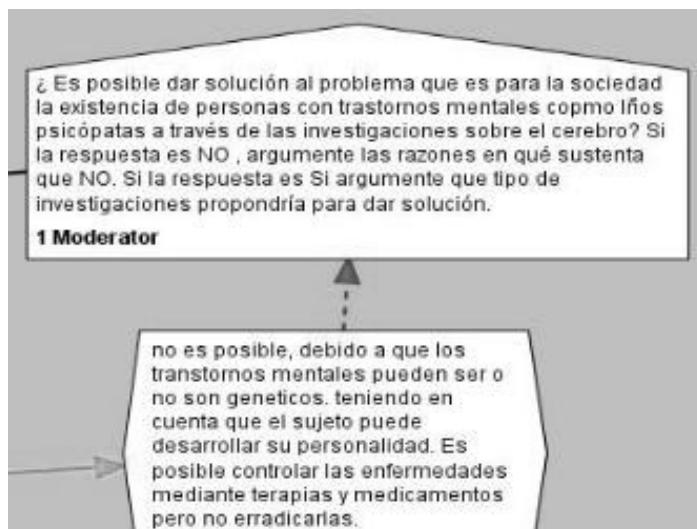 ¿ Es posible dar solución al problema que es para la sociedad
la existencia de personas con trastornos mentales copmo lños
psicópatas a través de las investigaciones sobre el cerebro? Si
la respuesta es NO , argumente las razones en qué sustenta
que NO. Si la respuesta es Si argumente que tipo de
investigaciones propondría para dar solución.
1 Moderator
no es posible, debido a que los
transtornos mentales pueden ser o
no son geneticos. teniendo en
cuenta que el sujeto puede
desarrollar su personalidad. Es
posible controlar las enfermedades
mediante terapias y medicamentos
pero no erradicarlas.